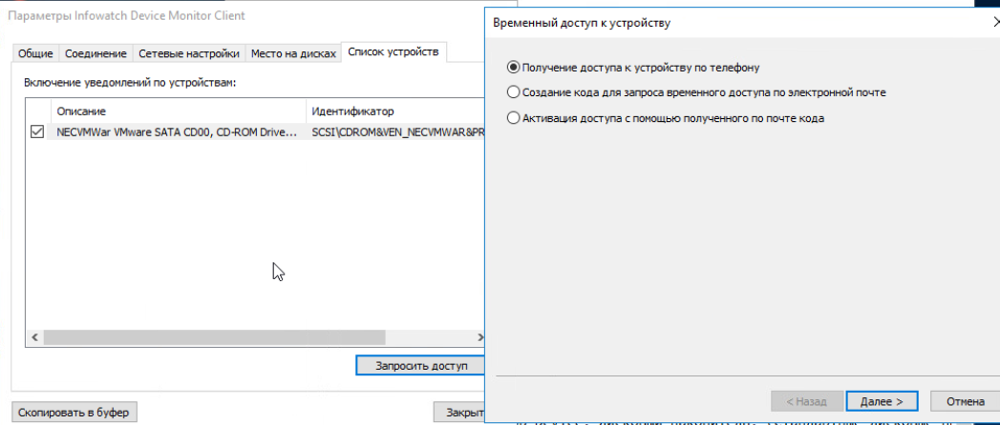 Параметры Infowatch Device Monitor Client
Общие Соединение Сетевые настройки Место на дисках Список устройств
Включение уведомлений по устройствам:
Описание Идентификатор
NECVMWar VMware SATA CD00, CD-ROM Drive... SCSI\CDROM&VEN_NECVMWAR&PR
Запросить доступ
Скопировать в буфер Закрыт
Временный доступ к устройству
Получение доступа к устройству по телефону
Создание кода для запроса временного доступа по электронной почте
Активация доступа с помощью полученного по почте кода
< Назад Далее > Отмена